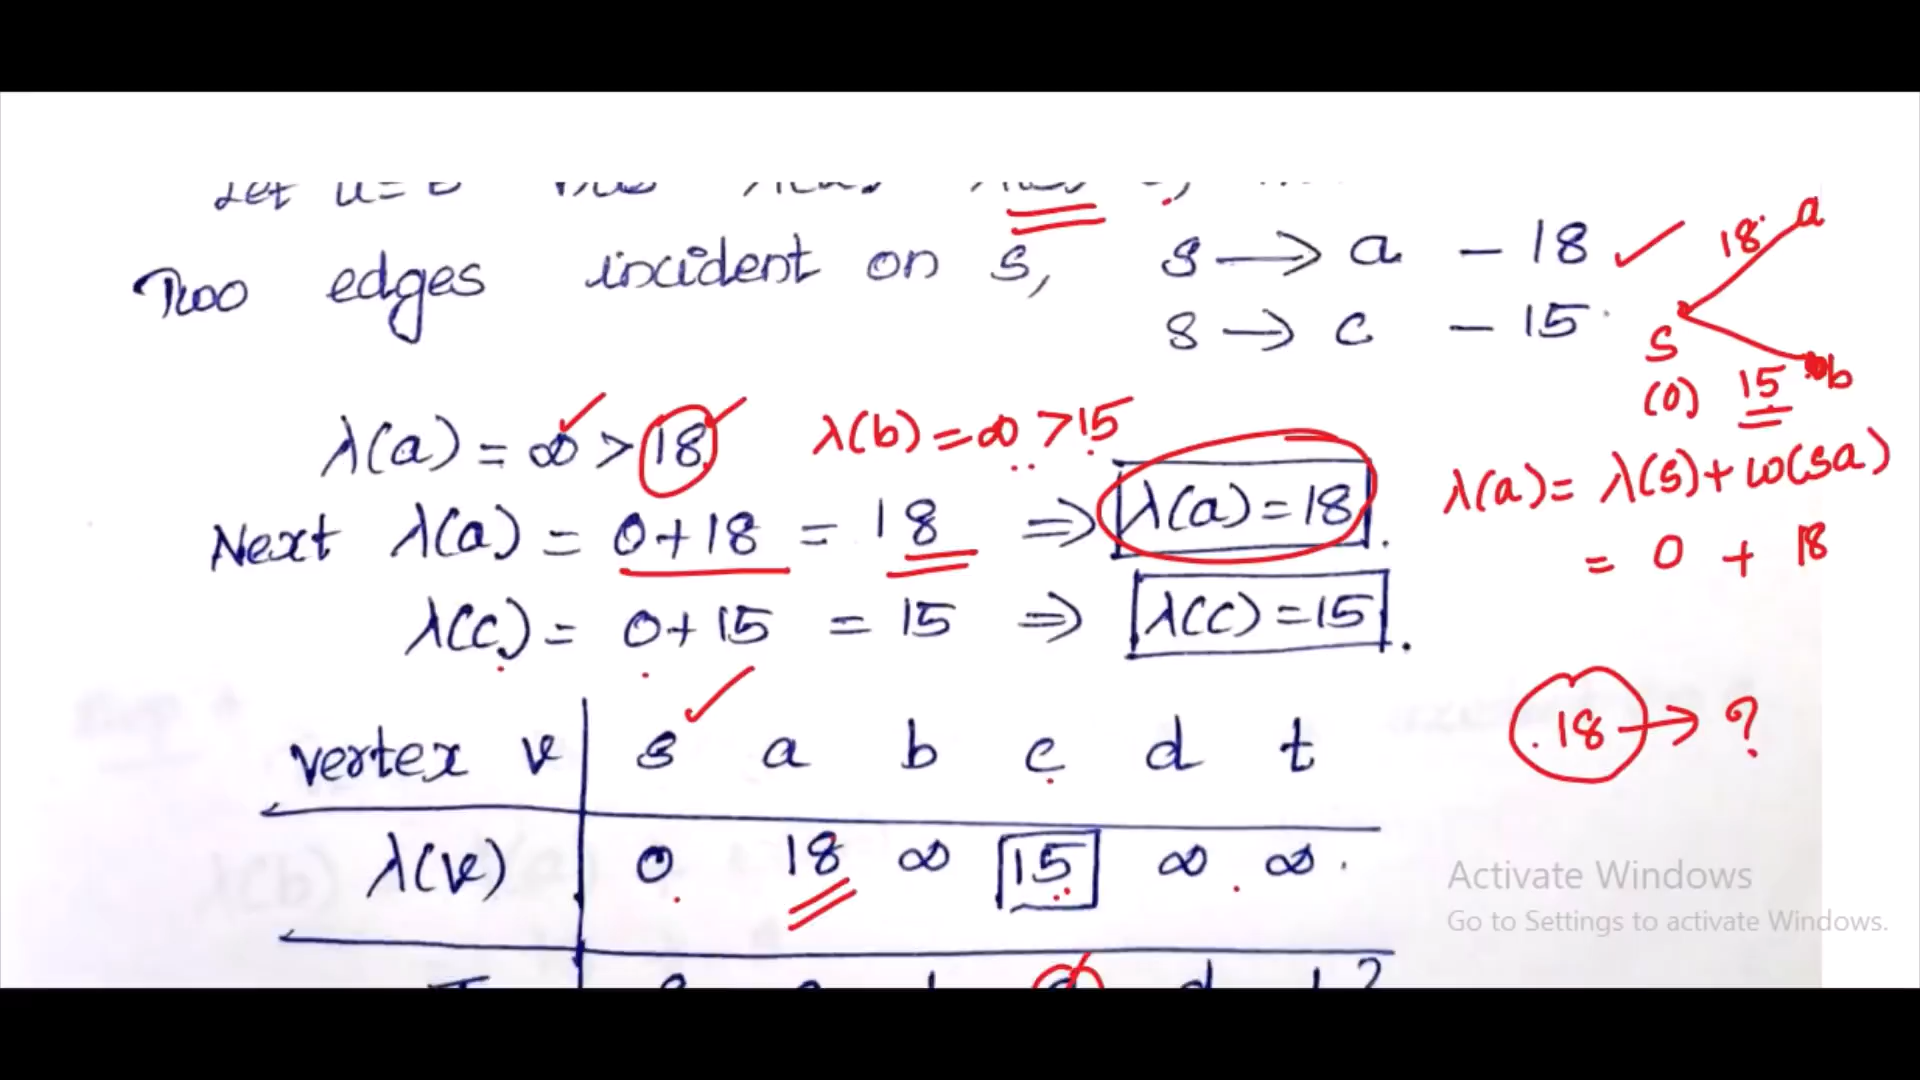 Let u=
Two edges incident on s, s → a - 18
s → c - 15
18 a
s
(0) 15 b
λ(a) = ∞ > 18 λ(b) = ∞ > 15
λ(a) = λ(s) + ω(sa)
= 0 + 18
Next λ(a) = 0+18 = 18 ⇒ λ(a) = 18.
λ(c) = 0+15 = 15 ⇒ λ(c) = 15.
.18 → ?
vertex v s a b c d t
λ(v) 0 18 ∞ 15 ∞ ∞.
Activate Windows
Go to Settings to activate Windows.